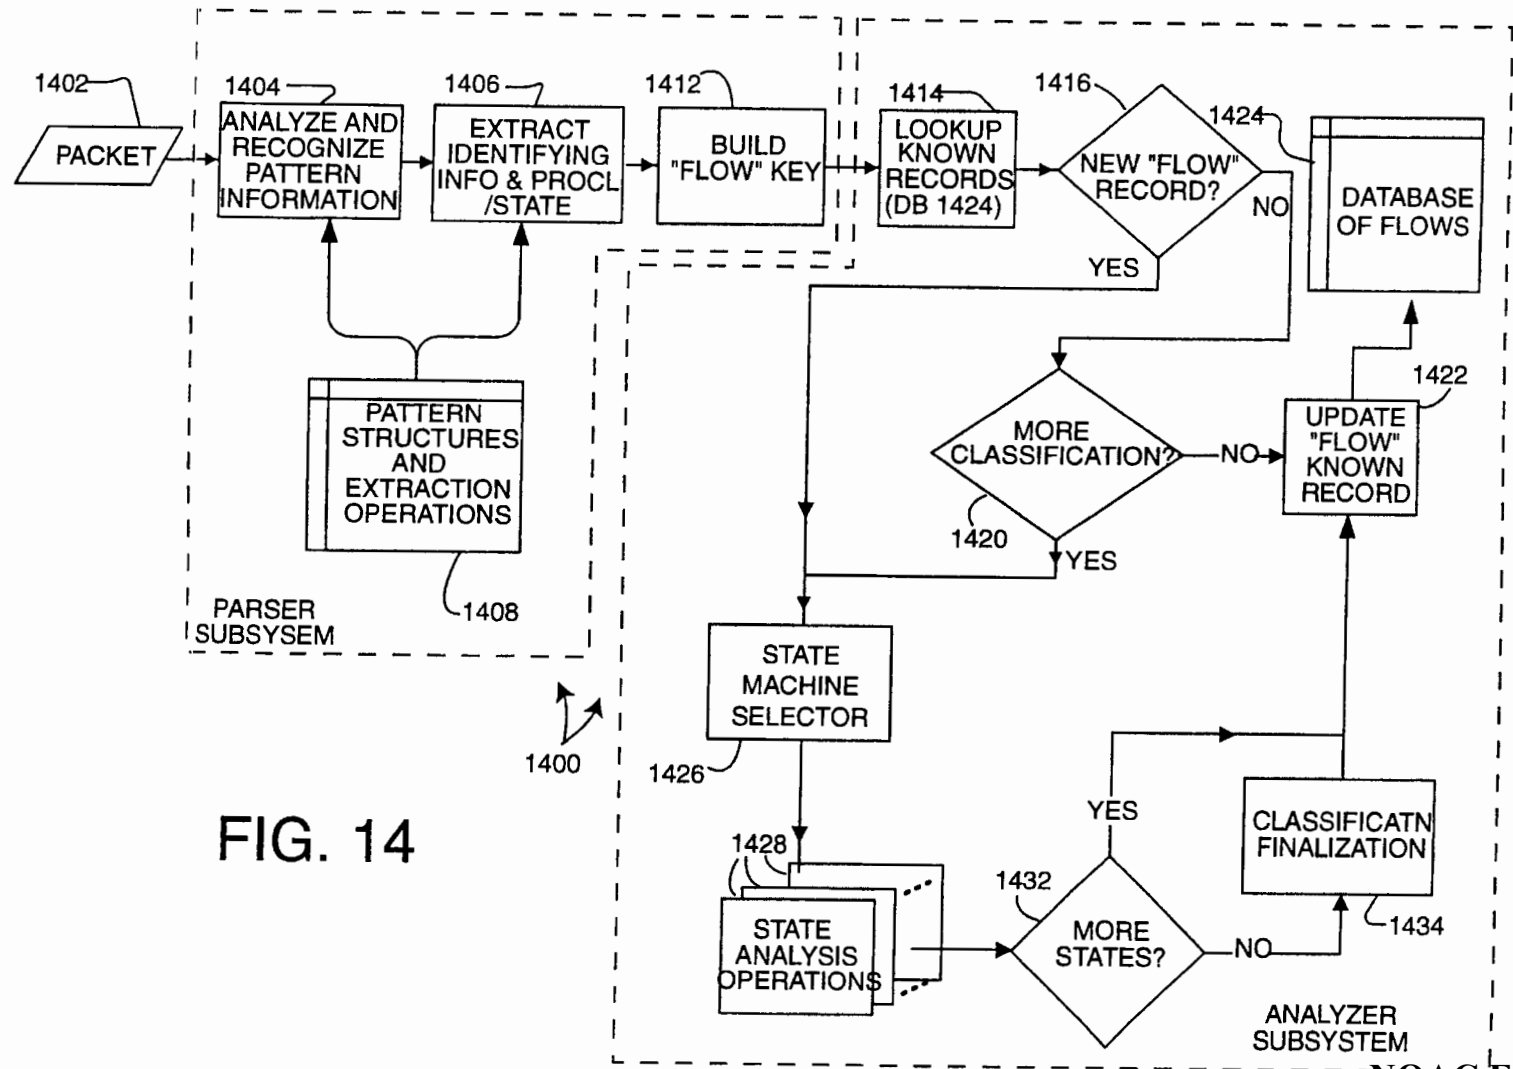 1402
PACKET
1404
ANALYZE AND
RECOGNIZE
PATTERN
INFORMATION
1406
EXTRACT
IDENTIFYING
INFO & PROCL
/STATE
1412
BUILD
"FLOW" KEY
1414
LOOKUP
KNOWN
RECORDS
(DB 1424)
1416
NEW "FLOW"
RECORD?
NO
YES
1424
DATABASE
OF FLOWS
PATTERN
STRUCTURES
AND
EXTRACTION
OPERATIONS
1408
PARSER
SUBSYSEM
MORE
CLASSIFICATION?
1420
NO
YES
1422
UPDATE
"FLOW"
KNOWN
RECORD
STATE
MACHINE
SELECTOR
1426
1400
FIG. 14
1428
STATE
ANALYSIS
OPERATIONS
1432
MORE
STATES?
YES
NO
CLASSIFICATN
FINALIZATION
1434
ANALYZER
SUBSYSTEM